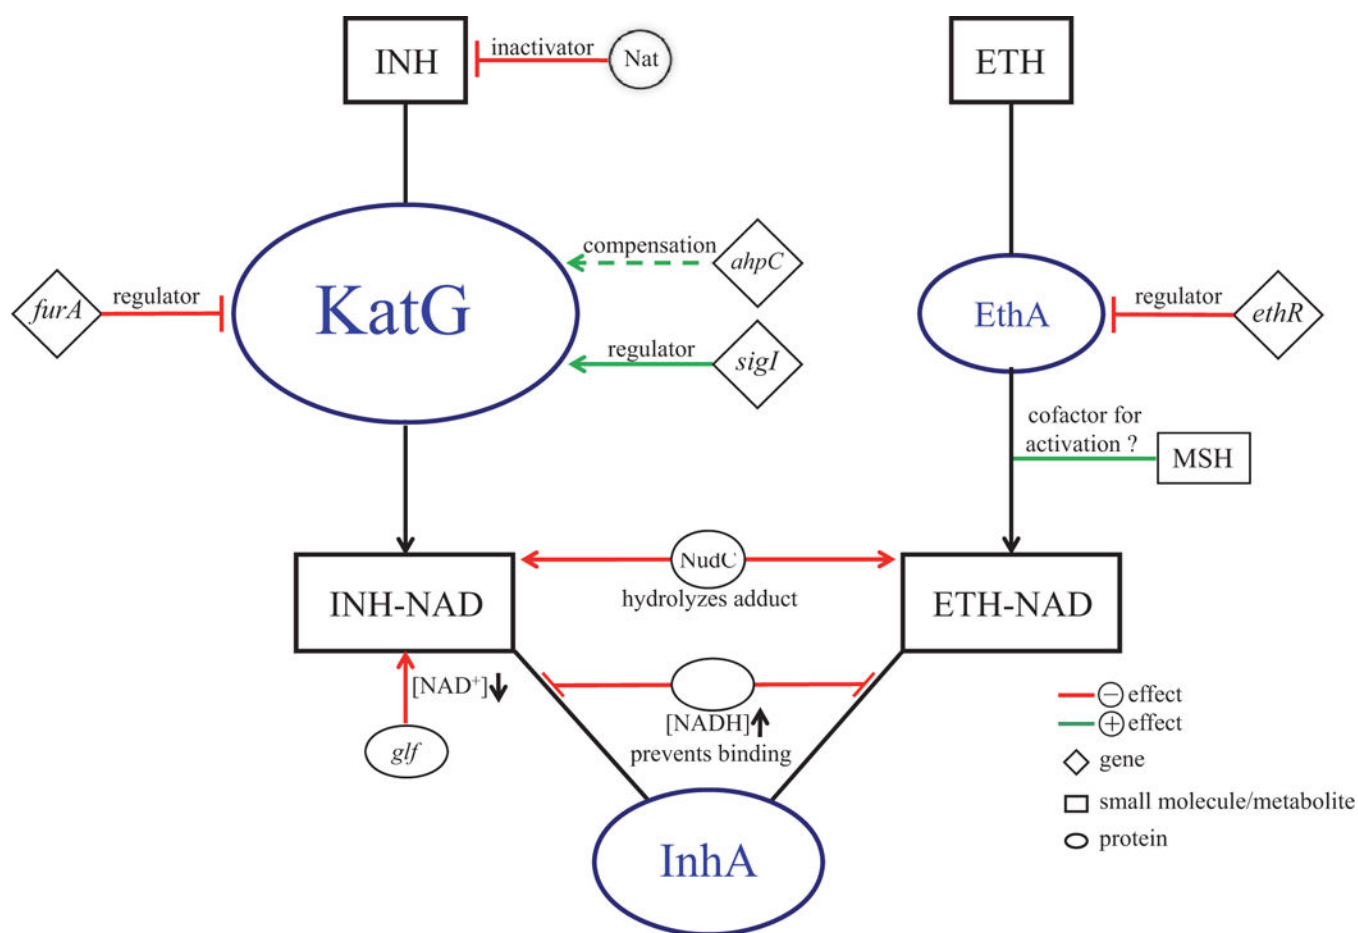 INH
inactivator
Nat
ETH
compensation
ahpC
furA
regulator
KatG
regulator
sigI
EthA
regulator
ethR
cofactor for
activation ?
MSH
INH-NAD
NudC
hydrolyzes adduct
ETH-NAD
[NAD⁺]↓
glf
[NADH]↑
prevents binding
InhA
⊖ effect
⊕ effect
gene
small molecule/metabolite
protein